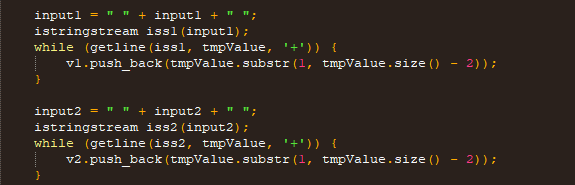 input1 = " " + input1 + " ";
istringstream iss1(input1);
while (getline(iss1, tmpValue, '+')) {
    v1.push_back(tmpValue.substr(1, tmpValue.size() - 2));
}

input2 = " " + input2 + " ";
istringstream iss2(input2);
while (getline(iss2, tmpValue, '+')) {
    v2.push_back(tmpValue.substr(1, tmpValue.size() - 2));
}